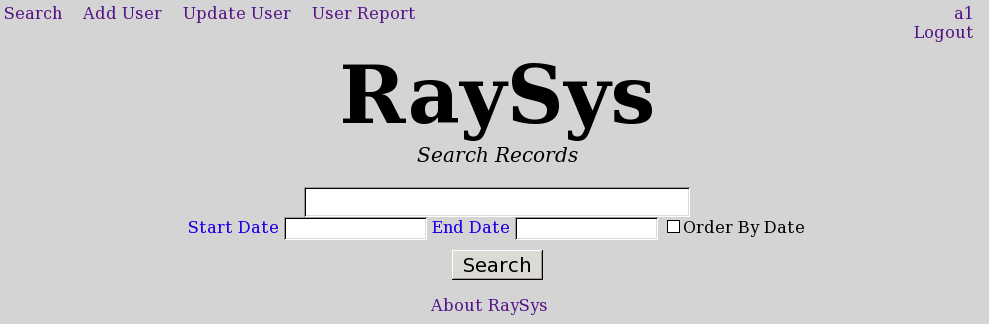 Search Add User Update User User Report a1
Logout
RaySys
Search Records
Start Date End Date Order By Date
Search
About RaySys